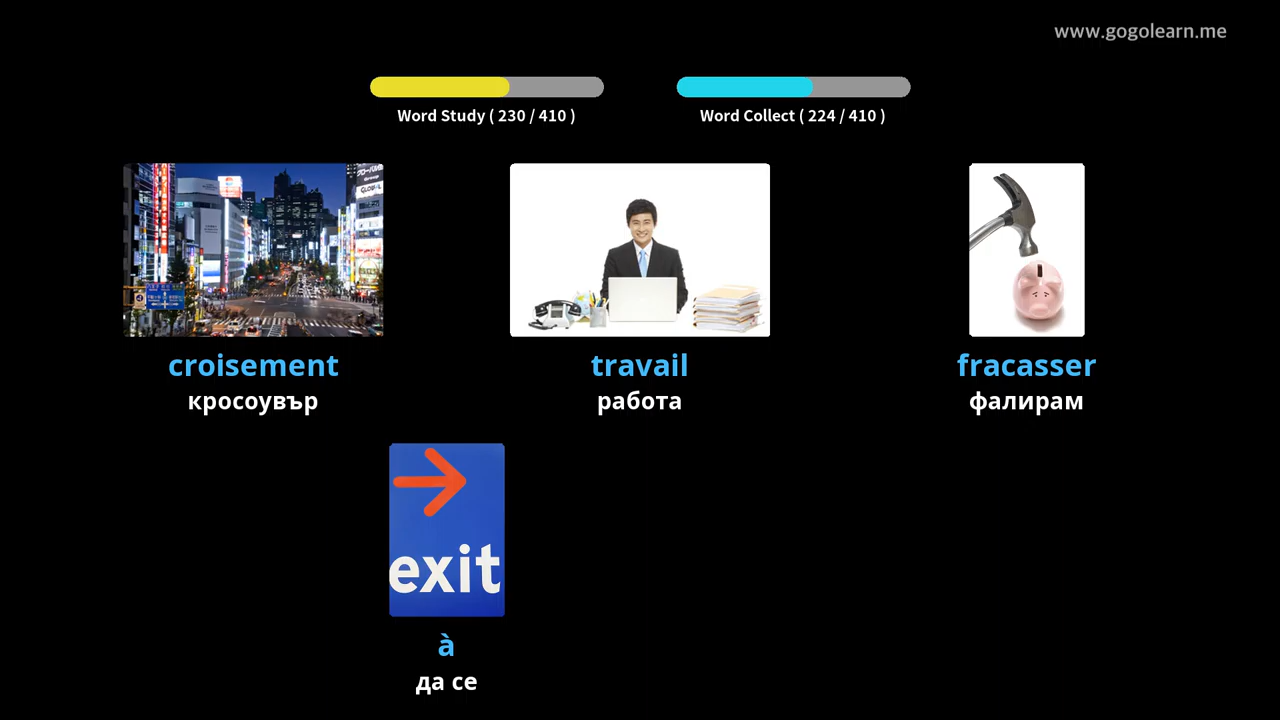 www.gogolearn.me
Word Study ( 230 / 410 )
Word Collect ( 224 / 410 )
croisement
кросоувър
travail
работа
fracasser
фалирам
exit
à
да се